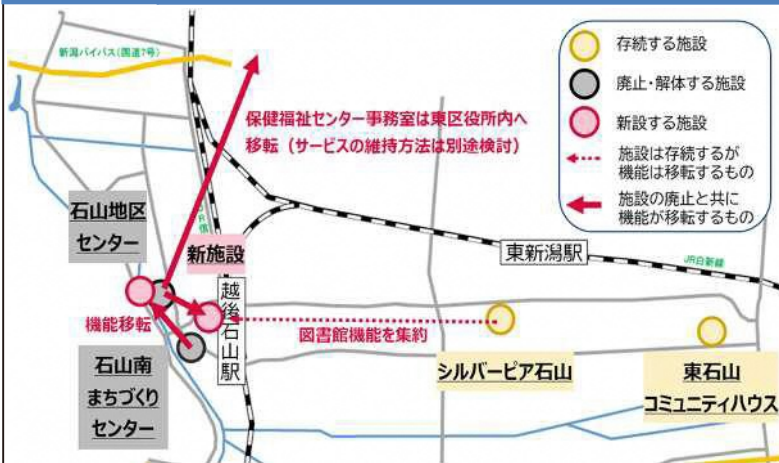 新潟バイパス(国道7号)
存続する施設
廃止・解体する施設
新設する施設
施設は存続するが
機能は移転するもの
施設の廃止と共に
機能が移転するもの
保健福祉センター事務室は東区役所内へ
移転（サービスの維持方法は別途検討）
石山地区
センター
新施設
東新潟駅
JR白新線
越後石山駅
機能移転
図書館機能を集約
石山南
まちづくり
センター
シルバーピア石山
東石山
コミュニティハウス